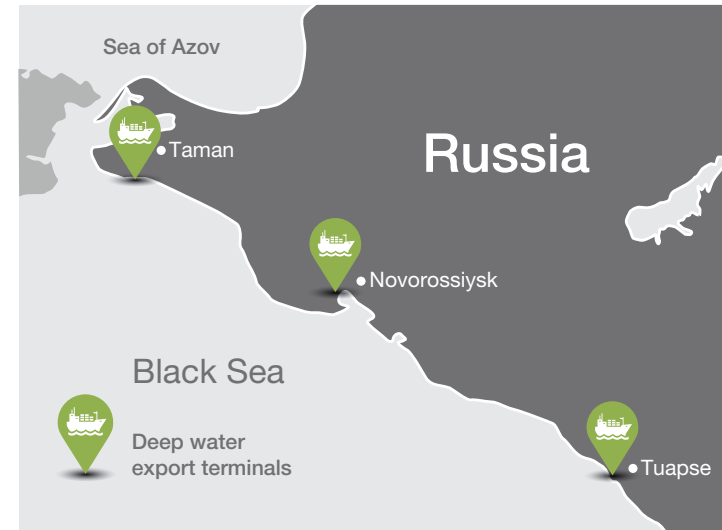 Sea of Azov
Taman
Russia
Novorossiysk
Black Sea
Deep water
export terminals
Tuapse